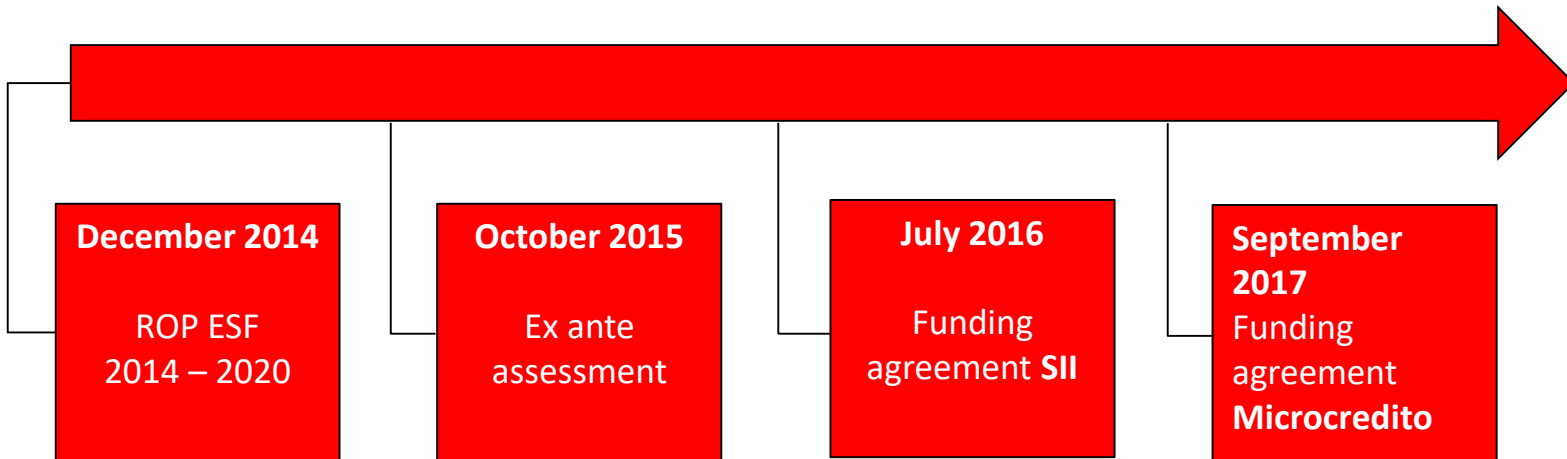 December 2014
ROP ESF
2014 – 2020
October 2015
Ex ante
assessment
July 2016
Funding
agreement SII
September
2017
Funding
agreement
Microcredito